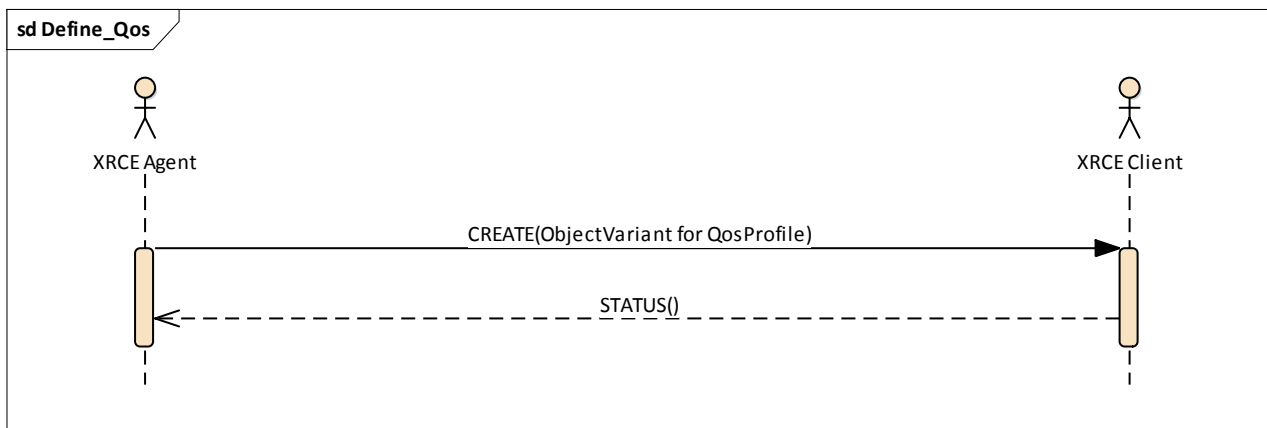 sd Define_Qos
XRCE Agent
XRCE Client
CREATE(ObjectVariant for QosProfile)
STATUS()